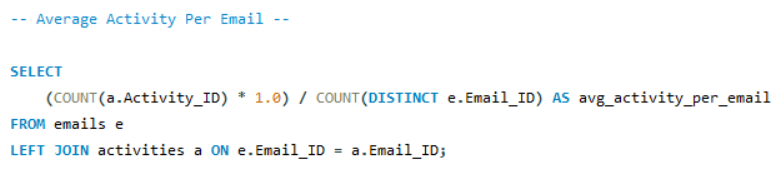 -- Average Activity Per Email --
SELECT
(COUNT(a.Activity_ID) * 1.0) / COUNT(DISTINCT e.Email_ID) AS avg_activity_per_email
FROM emails e
LEFT JOIN activities a ON e.Email_ID = a.Email_ID;